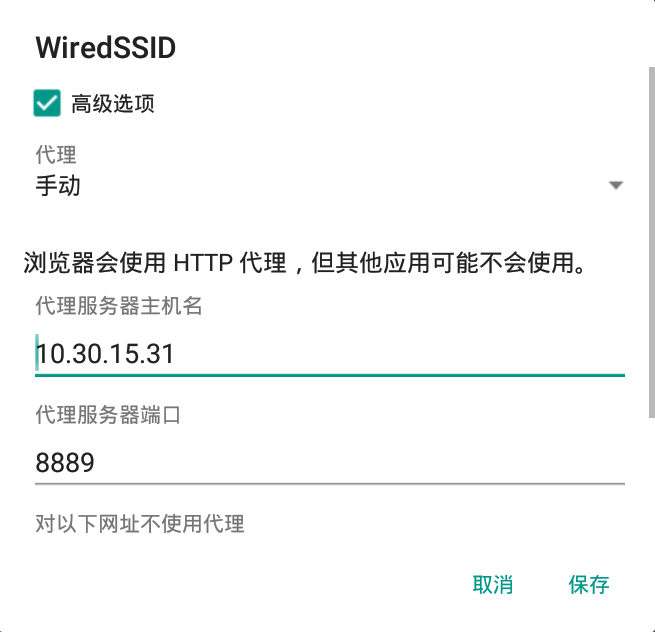 WiredSSID
高级选项
代理
手动
浏览器会使用 HTTP 代理，但其他应用可能不会使用。
代理服务器主机名
10.30.15.31
代理服务器端口
8889
对以下网址不使用代理
取消 保存